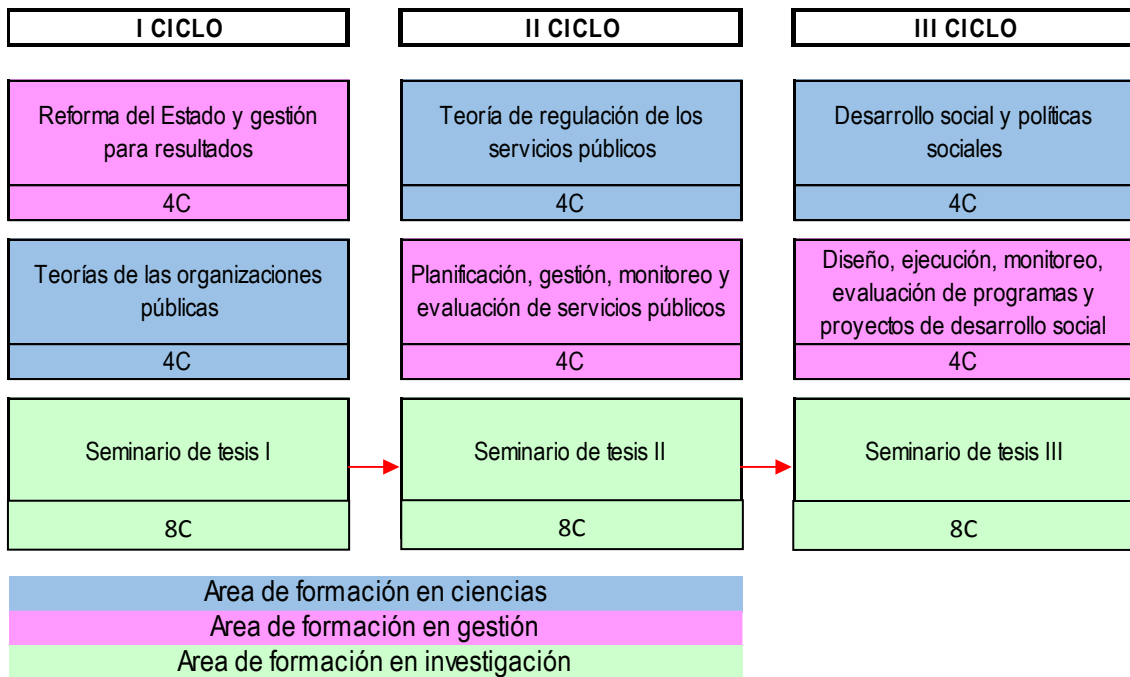 I CICLO
II CICLO
III CICLO
Reforma del Estado y gestión
para resultados
4C
Teoría de regulación de los
servicios públicos
4C
Desarrollo social y políticas
sociales
4C
Teorías de las organizaciones
públicas
4C
Planificación, gestión, monitoreo y
evaluación de servicios públicos
4C
Diseño, ejecución, monitoreo,
evaluación de programas y
proyectos de desarrollo social
4C
Seminario de tesis I
8C
Seminario de tesis II
8C
Seminario de tesis III
8C
Area de formación en ciencias
Area de formación en gestión
Area de formación en investigación